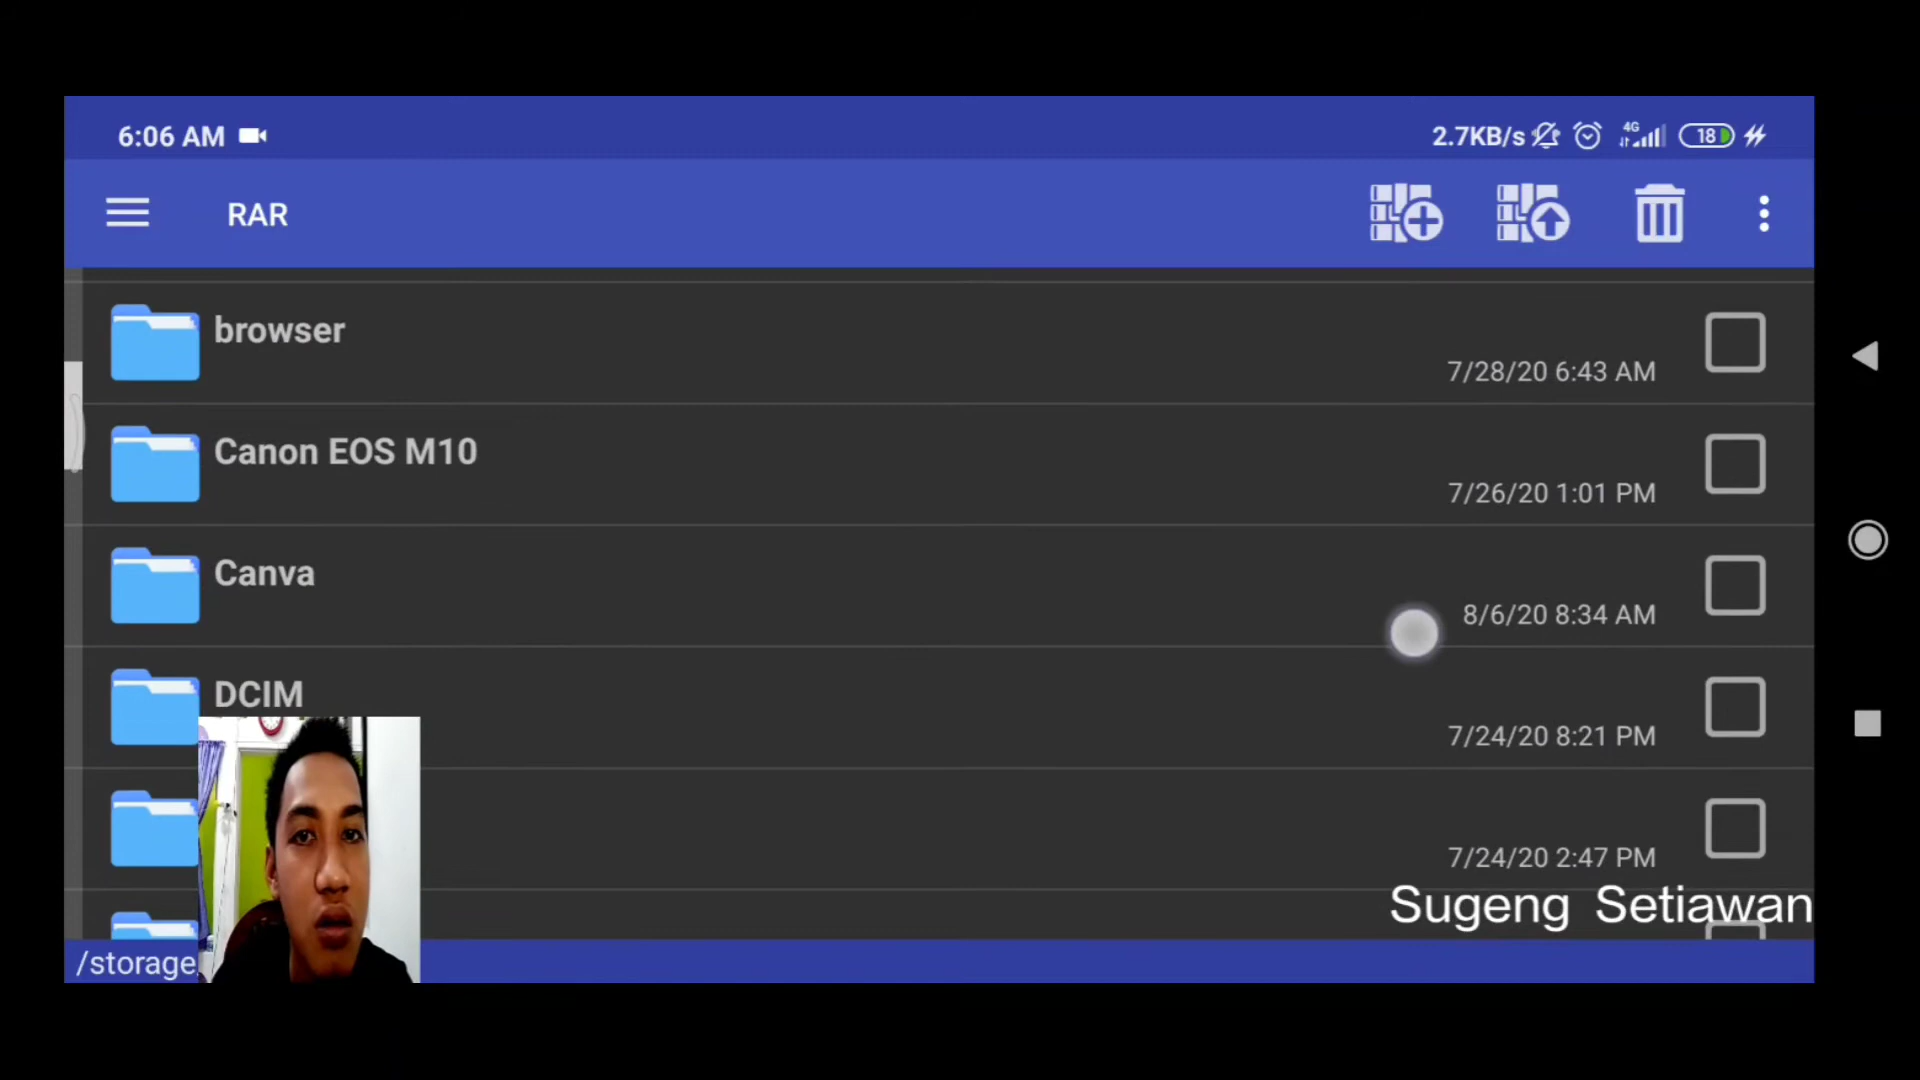 6:06 AM
2.7KB/s 4G 18
RAR
browser
7/28/20 6:43 AM
Canon EOS M10
7/26/20 1:01 PM
Canva
8/6/20 8:34 AM
DCIM
7/24/20 8:21 PM
7/24/20 2:47 PM
Sugeng Setiawan
/storage